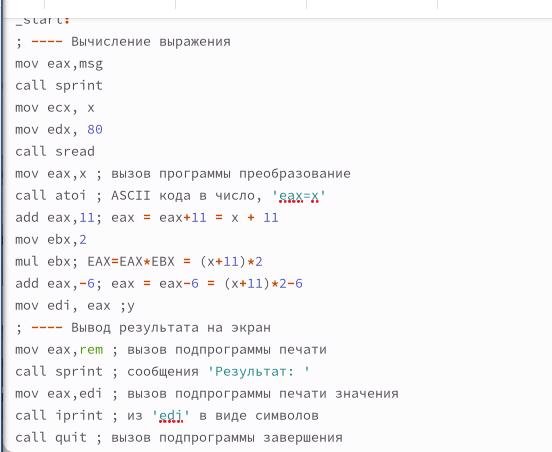 _start:
; ---- Вычисление выражения
mov eax,msg
call sprint
mov ecx, x
mov edx, 80
call sread
mov eax,x ; вызов программы преобразование
call atoi ; ASCII кода в число, 'eax=x'
add eax,11; eax = eax+11 = x + 11
mov ebx,2
mul ebx; EAX=EAX*EBX = (x+11)*2
add eax,-6; eax = eax-6 = (x+11)*2-6
mov edi, eax ;y
; ---- Вывод результата на экран
mov eax,rem ; вызов подпрограммы печати
call sprint ; сообщения 'Результат: '
mov eax,edi ; вызов подпрограммы печати значения
call iprint ; из 'edi' в виде символов
call quit ; вызов подпрограммы завершения